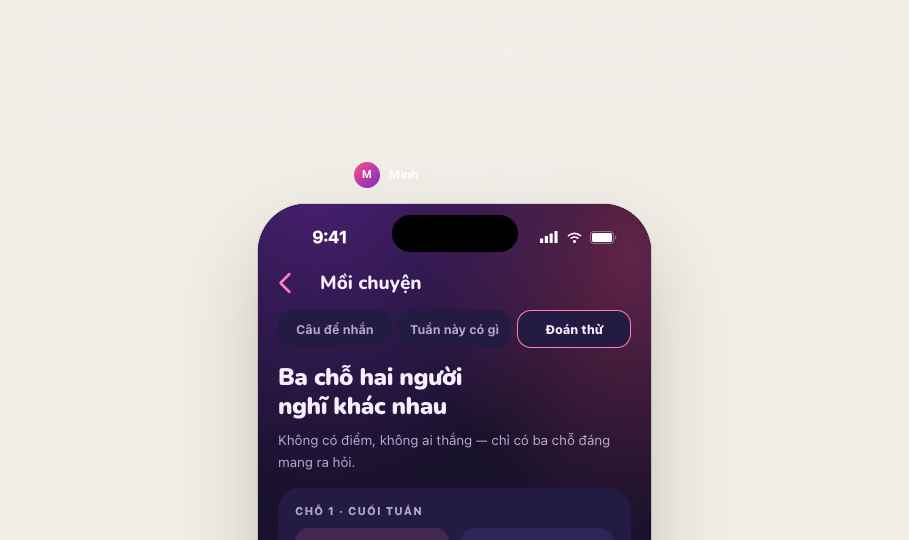 M Minh
9:41
Mồi chuyện
Câu để nhắn
Tuần này có gì
Đoán thử
Ba chỗ hai người
nghĩ khác nhau
Không có điểm, không ai thắng — chỉ có ba chỗ đáng
mang ra hỏi.
CHỖ 1 · CUỐI TUẦN